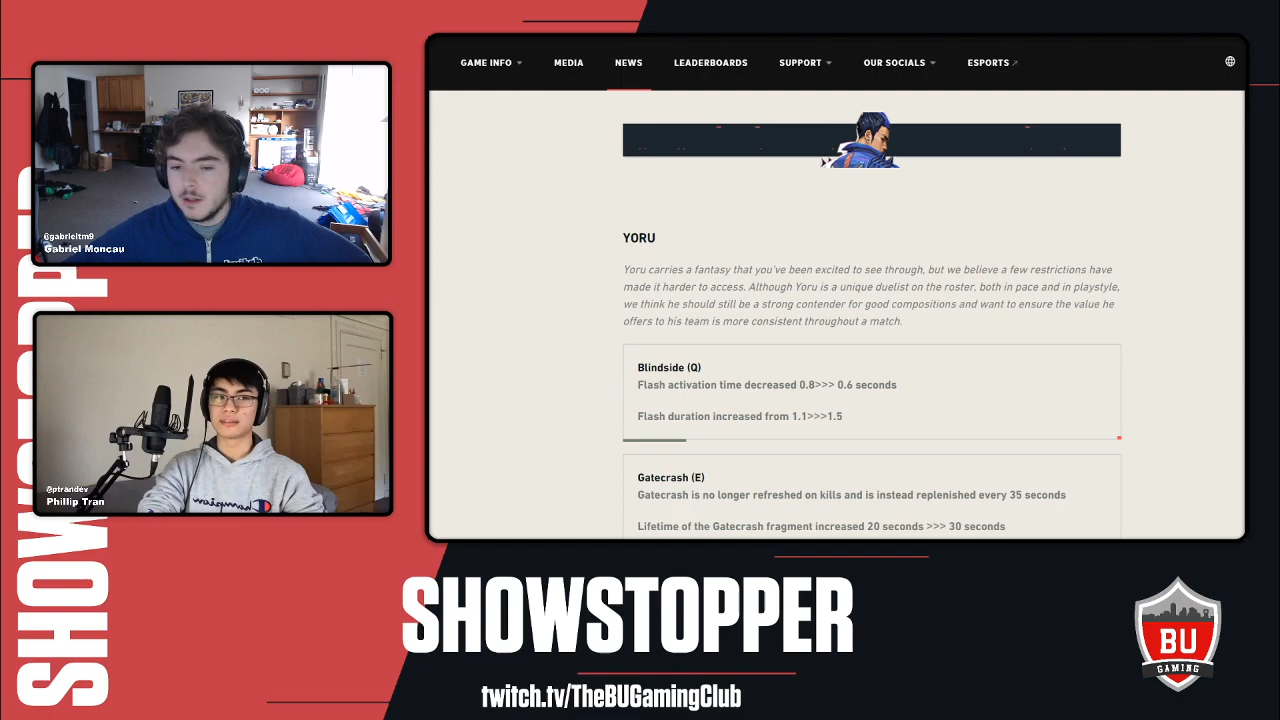 GAME INFO MEDIA NEWS LEADERBOARDS SUPPORT OUR SOCIALS ESPORTS
@gabrieltm9
Gabriel Moncau
twitch
@ptrandev
Phillip Tran
Champion
SHOWSTOPPER
YORU
Yoru carries a fantasy that you've been excited to see through, but we believe a few restrictions have
made it harder to access. Although Yoru is a unique duelist on the roster, both in pace and in playstyle,
we think he should still be a strong contender for good compositions and want to ensure the value he
offers to his team is more consistent throughout a match.
Blindside (Q)
Flash activation time decreased 0.8>>> 0.6 seconds
Flash duration increased from 1.1>>>1.5
Gatecrash (E)
Gatecrash is no longer refreshed on kills and is instead replenished every 35 seconds
Lifetime of the Gatecrash fragment increased 20 seconds >>> 30 seconds
SHOWSTOPPER
twitch.tv/TheBUGamingClub
BU
GAMING